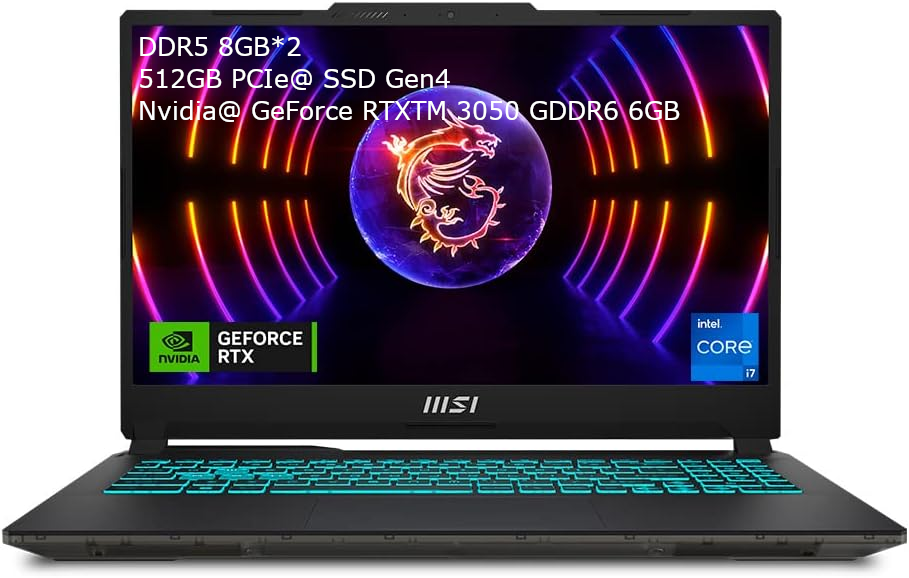 DDR5 8GB*2
512GB PCIe@ SSD Gen4
Nvidia@ GeForce RTXTM 3050 GDDR6 6GB
NVIDIA
GEFORCE
RTX
intel.
CORE
i7
msi